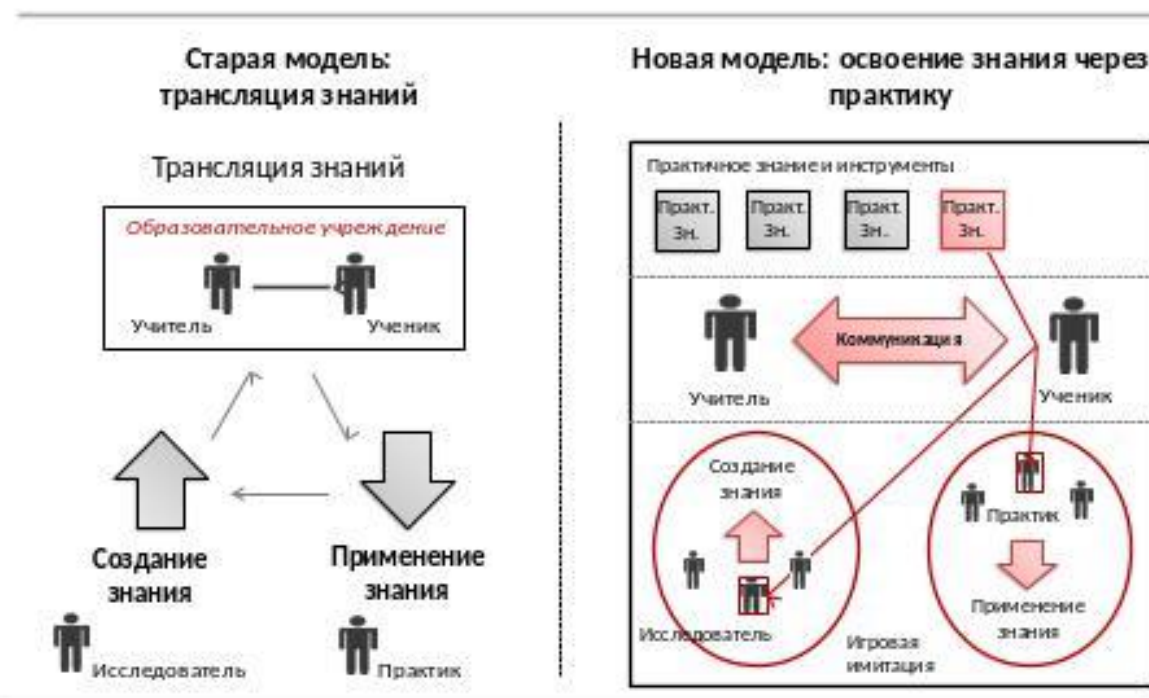 Старая модель:
трансляция знаний
Трансляция знаний
Образовательное учреждение
Учитель
Ученик
Создание
знания
Исследователь
Применение
знания
Практик
Новая модель: освоение знания через
практику
Практичное знание и инструменты
Практ.
Зн.
Практ.
Зн.
Практ.
Зн..
Практ.
Зн.
Коммуникация
Учитель
Ученик
Создание
знания
Исследователь
Игровая
имитация
Практик
Применение
знания